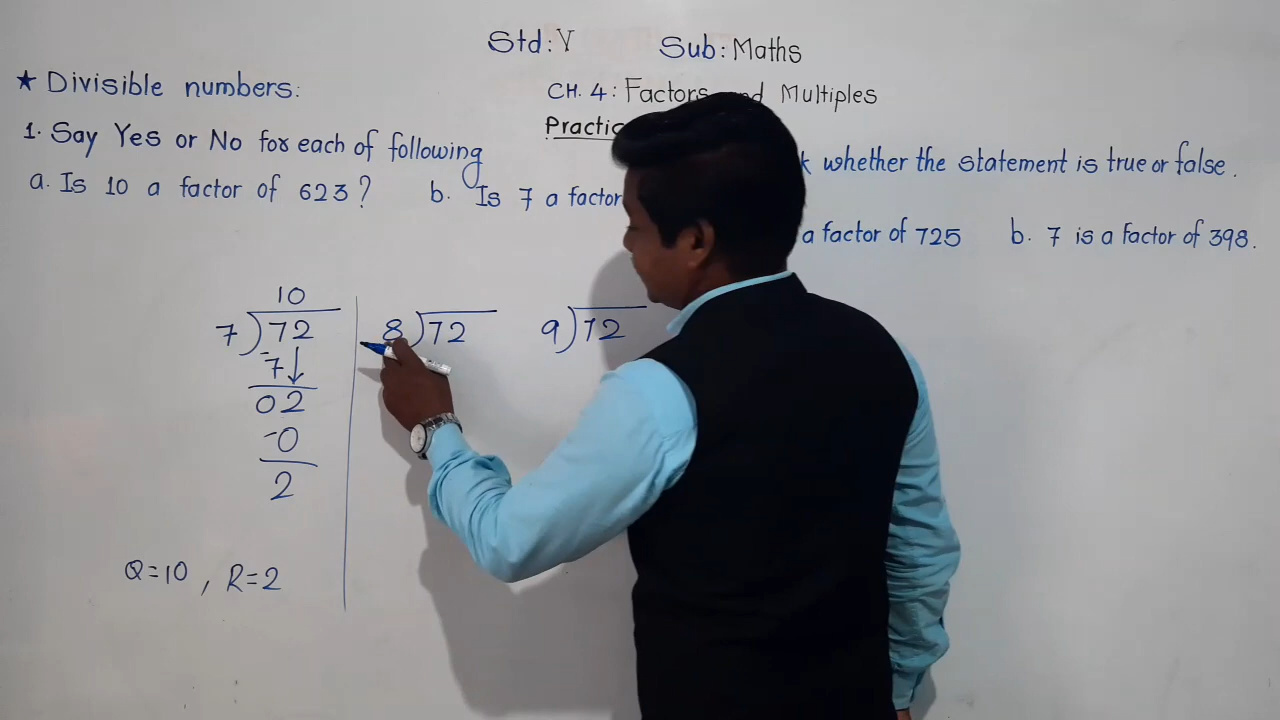 Std: V Sub: Maths
★ Divisible numbers:
CH. 4: Factors and Multiples
1. Say Yes or No for each of following
whether the statement is true or false.
a. Is 10 a factor of 623? b. Is 7 a factor
a factor of 725 b. 7 is a factor of 398.
10
7)72 8)72 9)72
-7↓
02
-0
2
Q=10, R=2